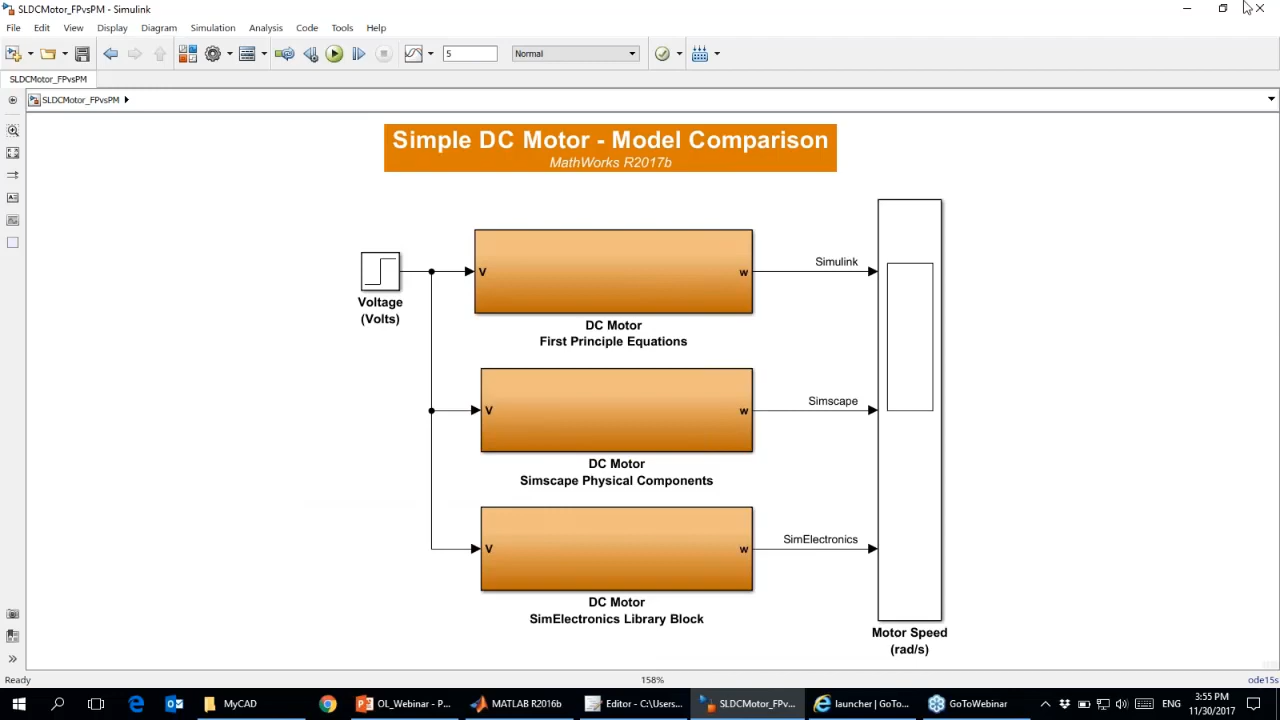 SLDCMotor_FPvsPM - Simulink
File Edit View Display Diagram Simulation Analysis Code Tools Help
5 Normal
SLDCMotor_FPvsPM
SLDCMotor_FPvsPM
Simple DC Motor - Model Comparison
MathWorks R2017b
Voltage
(Volts)
V w Simulink
DC Motor
First Principle Equations
V w Simscape
DC Motor
Simscape Physical Components
V w SimElectronics
DC Motor
SimElectronics Library Block
Motor Speed
(rad/s)
Ready 158% ode15s
MyCAD OL_Webinar - P... MATLAB R2016b Editor - C:\Users... SLDCMotor_FPv... launcher | GoTo... GoToWebinar ENG 3:55 PM
11/30/2017